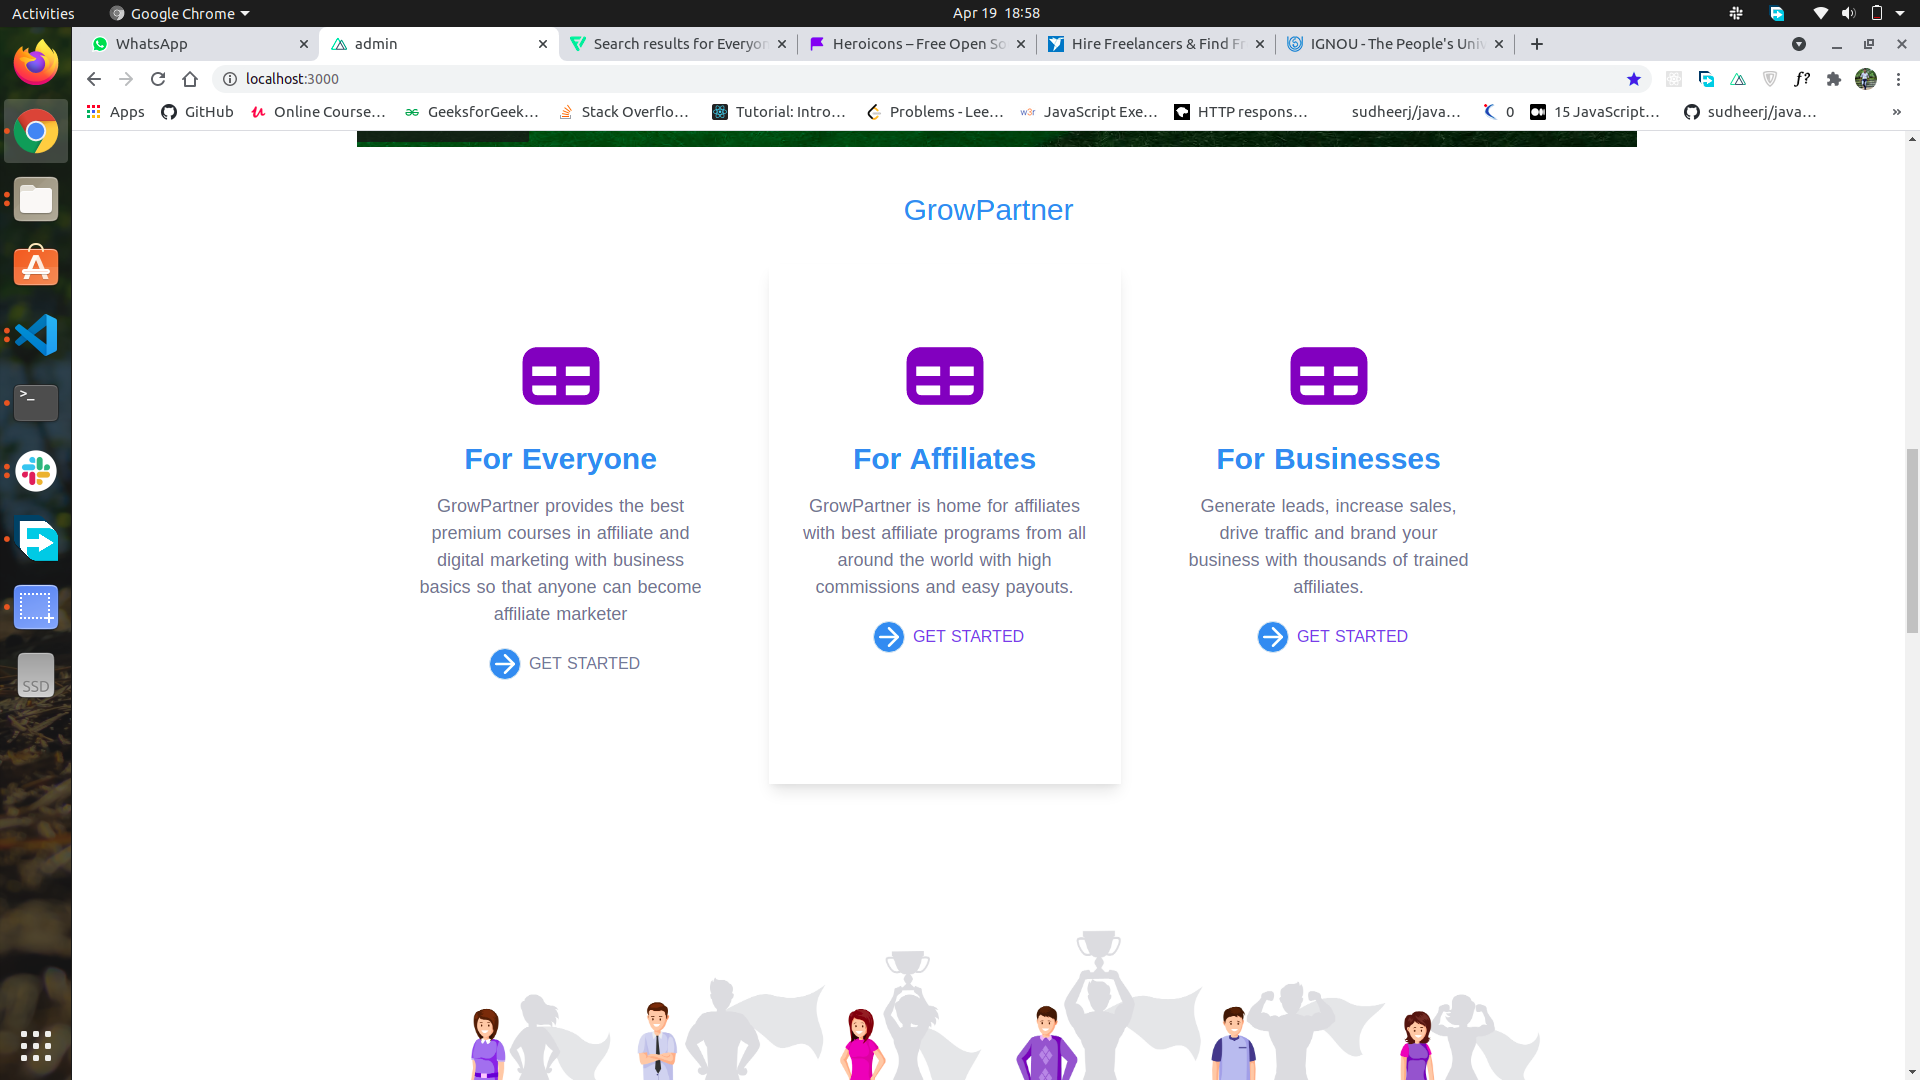 Activities
Google Chrome
Apr 19 18:58
WhatsApp
admin
Search results for Everyon
Heroicons – Free Open So
Hire Freelancers & Find Fr
IGNOU - The People's Univ
localhost:3000
f?
Apps
GitHub
Online Course…
GeeksforGeek…
Stack Overflo…
Tutorial: Intro…
Problems - Lee…
w3r
JavaScript Exe…
HTTP respons…
sudheerj/java…
0
15 JavaScript…
sudheerj/java…
»
GrowPartner
For Everyone
GrowPartner provides the best
premium courses in affiliate and
digital marketing with business
basics so that anyone can become
affiliate marketer
GET STARTED
For Affiliates
GrowPartner is home for affiliates
with best affiliate programs from all
around the world with high
commissions and easy payouts.
GET STARTED
For Businesses
Generate leads, increase sales,
drive traffic and brand your
business with thousands of trained
affiliates.
GET STARTED
>_
SSD